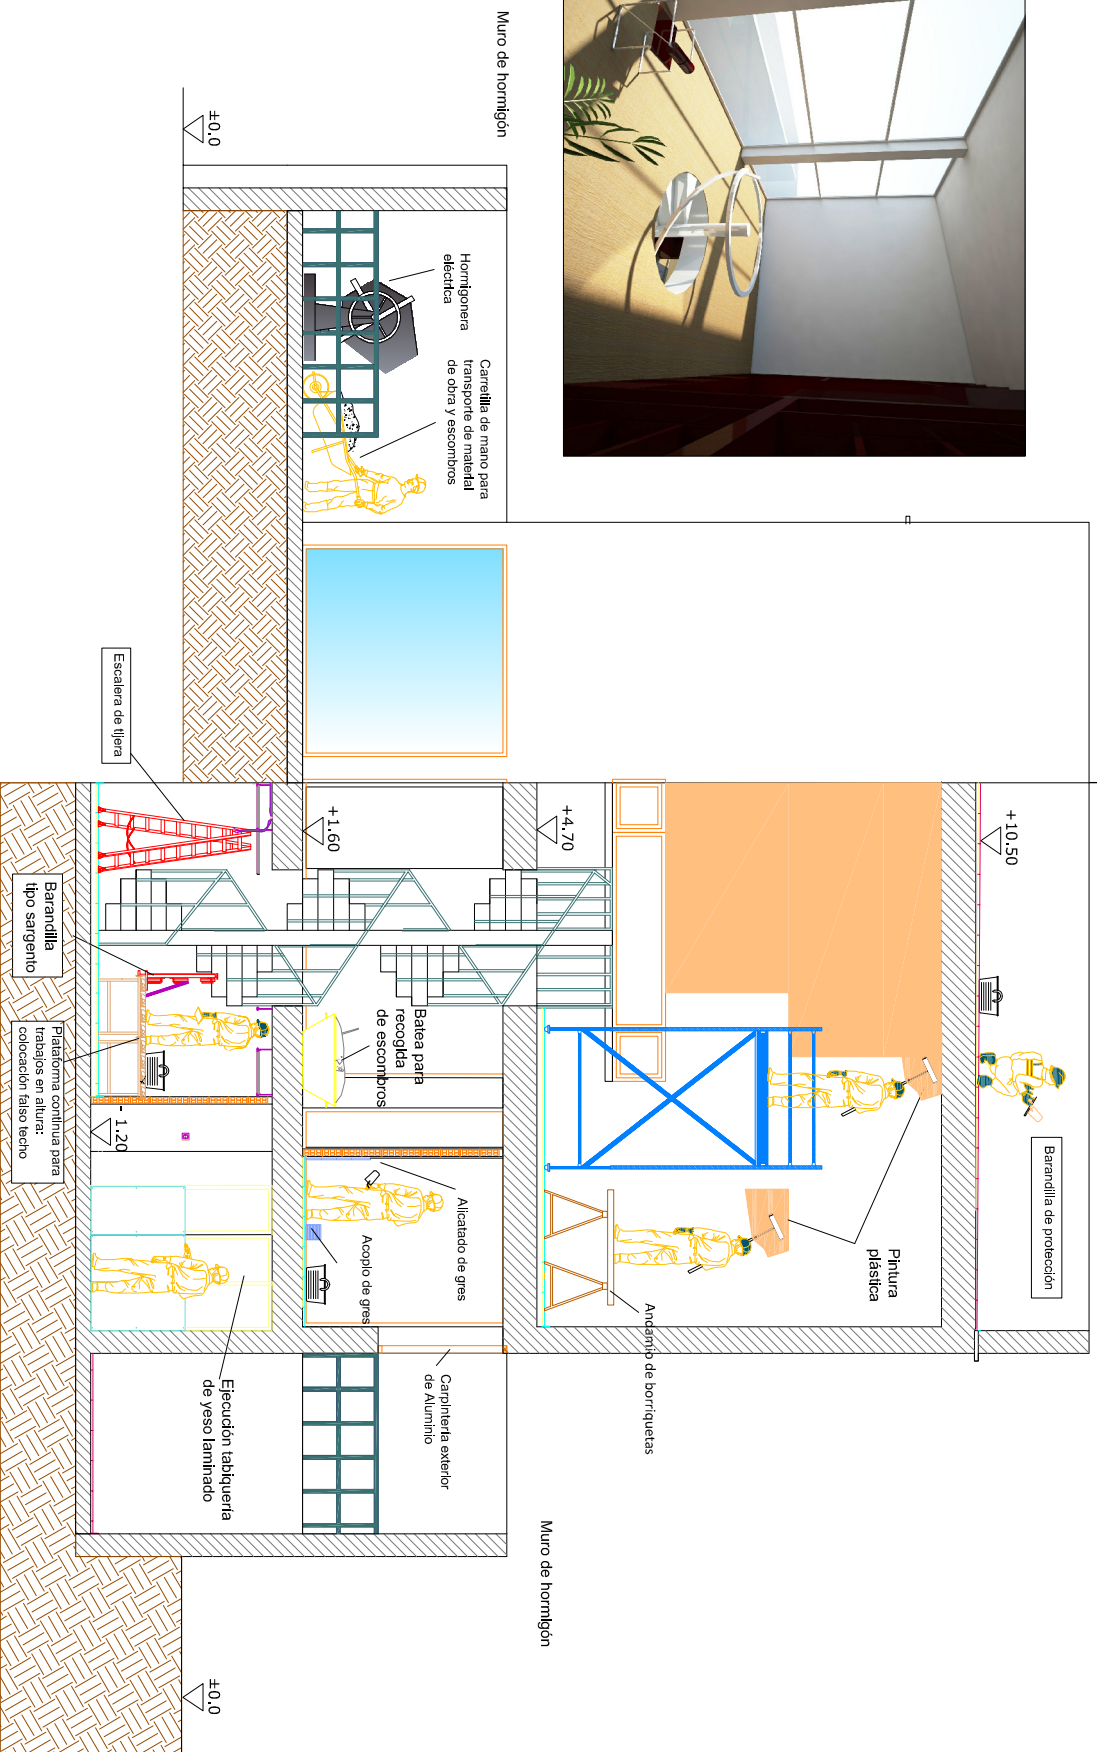 Muro de hormigón
±0.0
Hormigonera
eléctrica
Carretilla de mano para
transporte de material
de obra y escombros
Escalera de tijera
+1.60
+4.70
+10.50
Barandilla
tipo sargento
Plataforma continua para
trabajos en altura:
colocación falso techo
- 1.20
Batea para
recogida
de escombros
Barandilla de protección
Pintura
plástica
Alicatado de gres
Acopio de gres
Andamio de borriquetas
Carpintería exterior
de Aluminio
Ejecución tabiquería
de yeso laminado
Muro de hormigón
±0.0